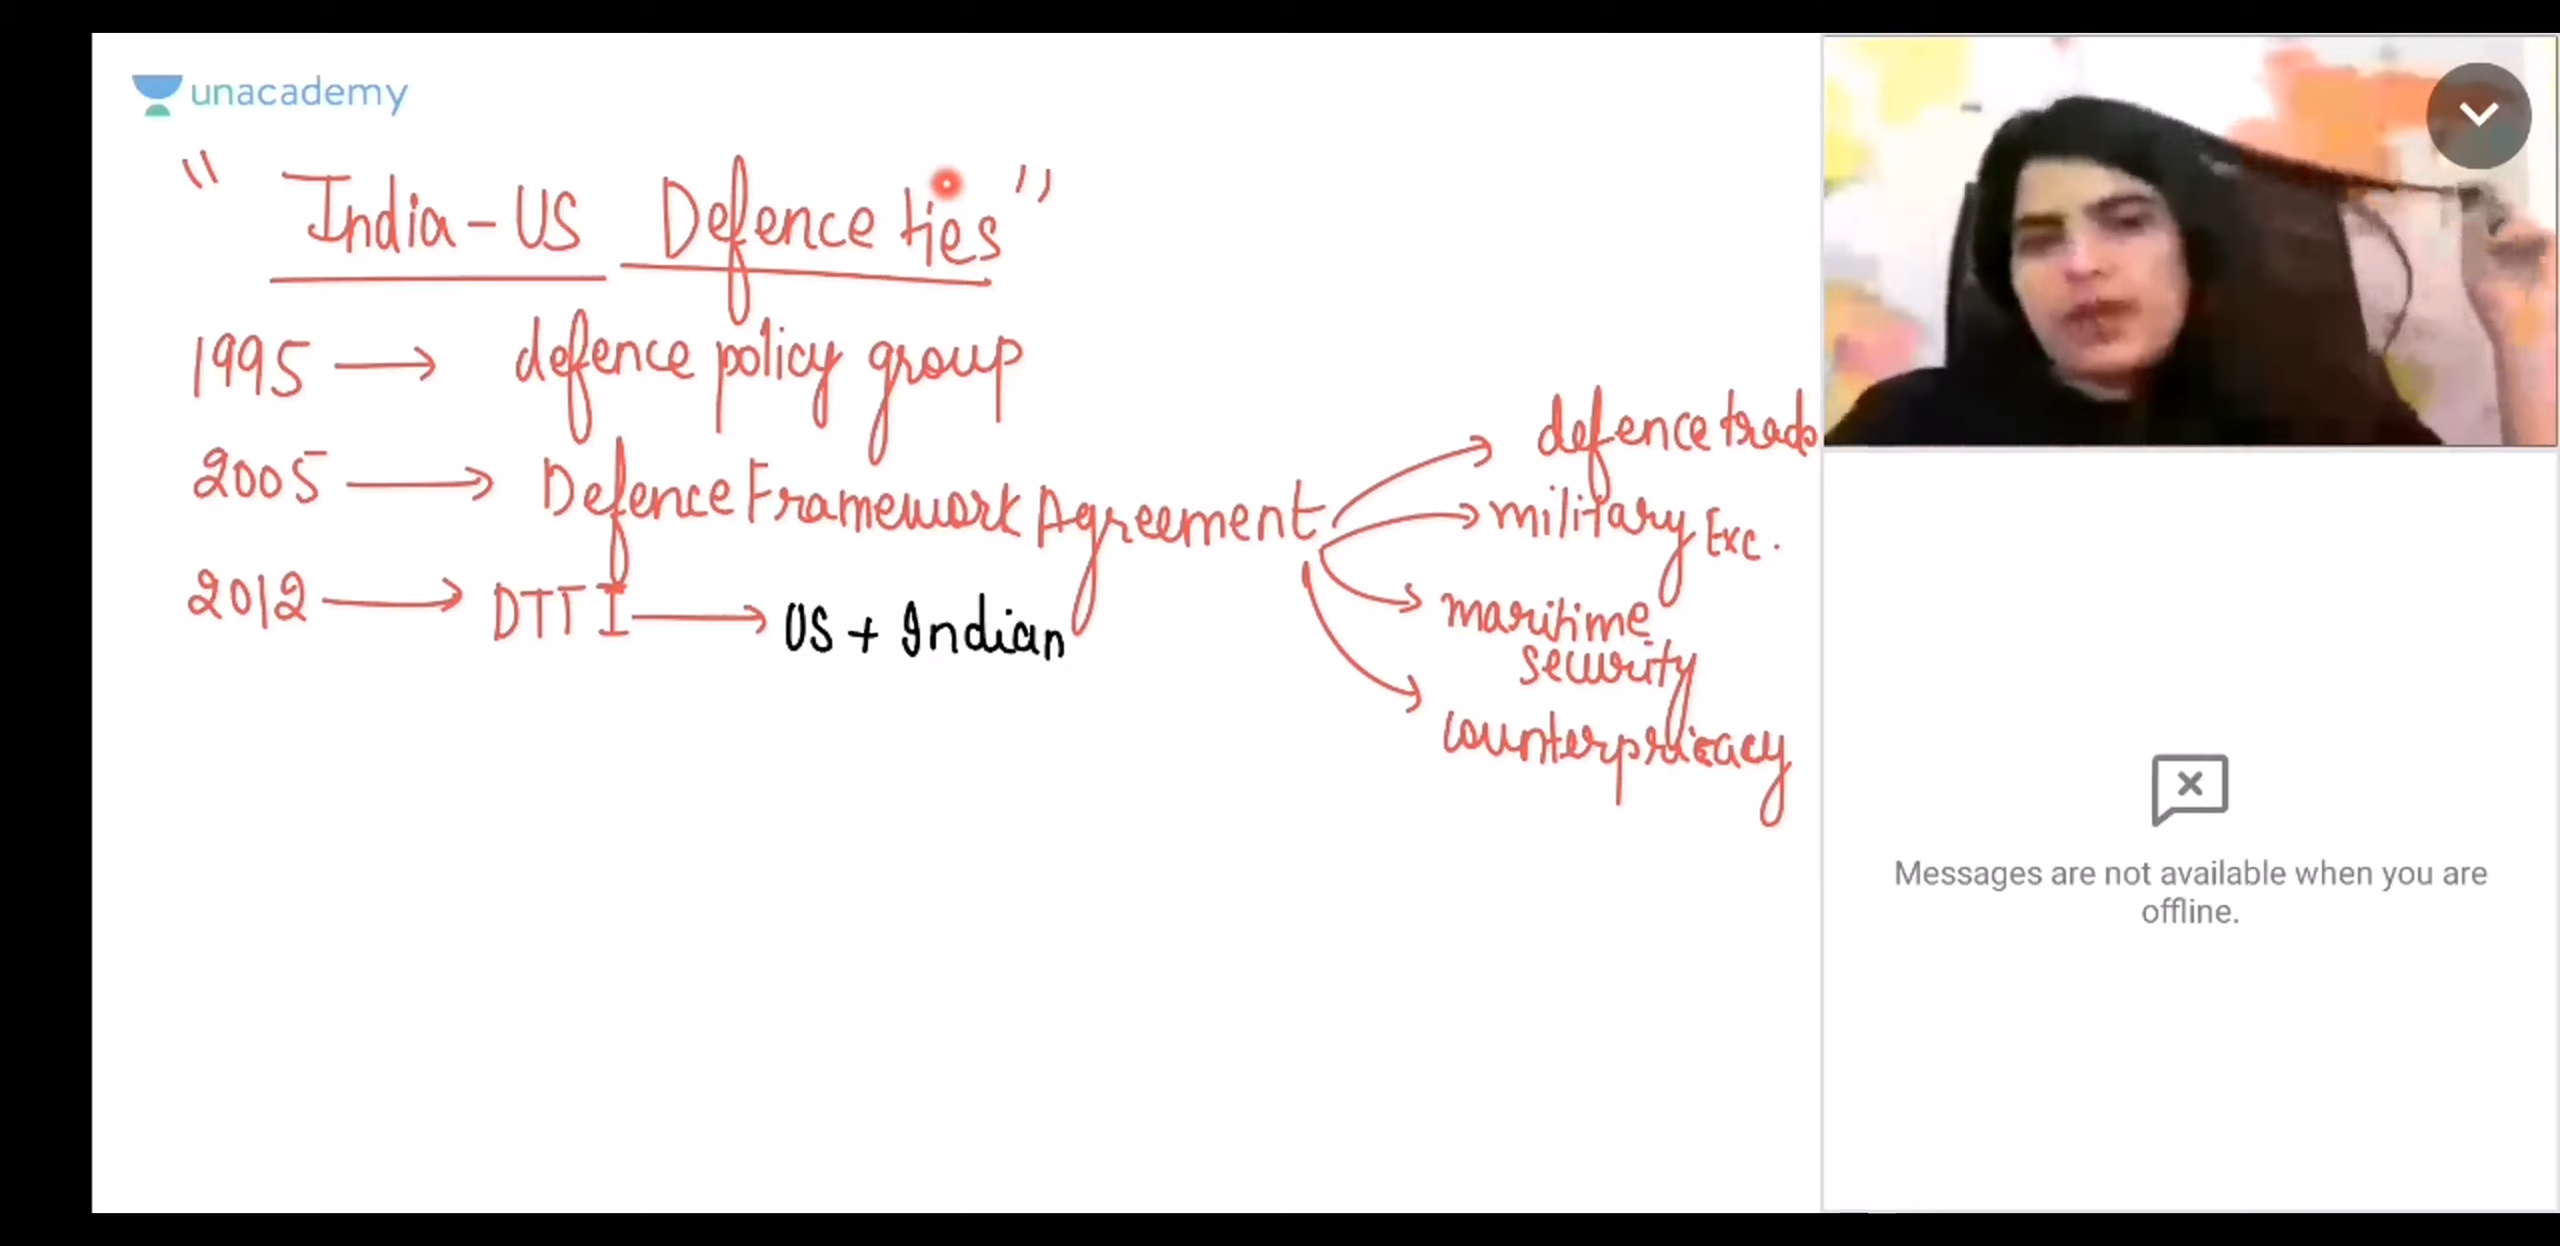 unacademy
"India-US Defence ties"
1995 → defence policy group
2005 → Defence Framework Agreement
→ defence trade
→ military Exc.
→ maritime security
2012 → DTTI → US + Indian
Messages are not available when you are
offline.